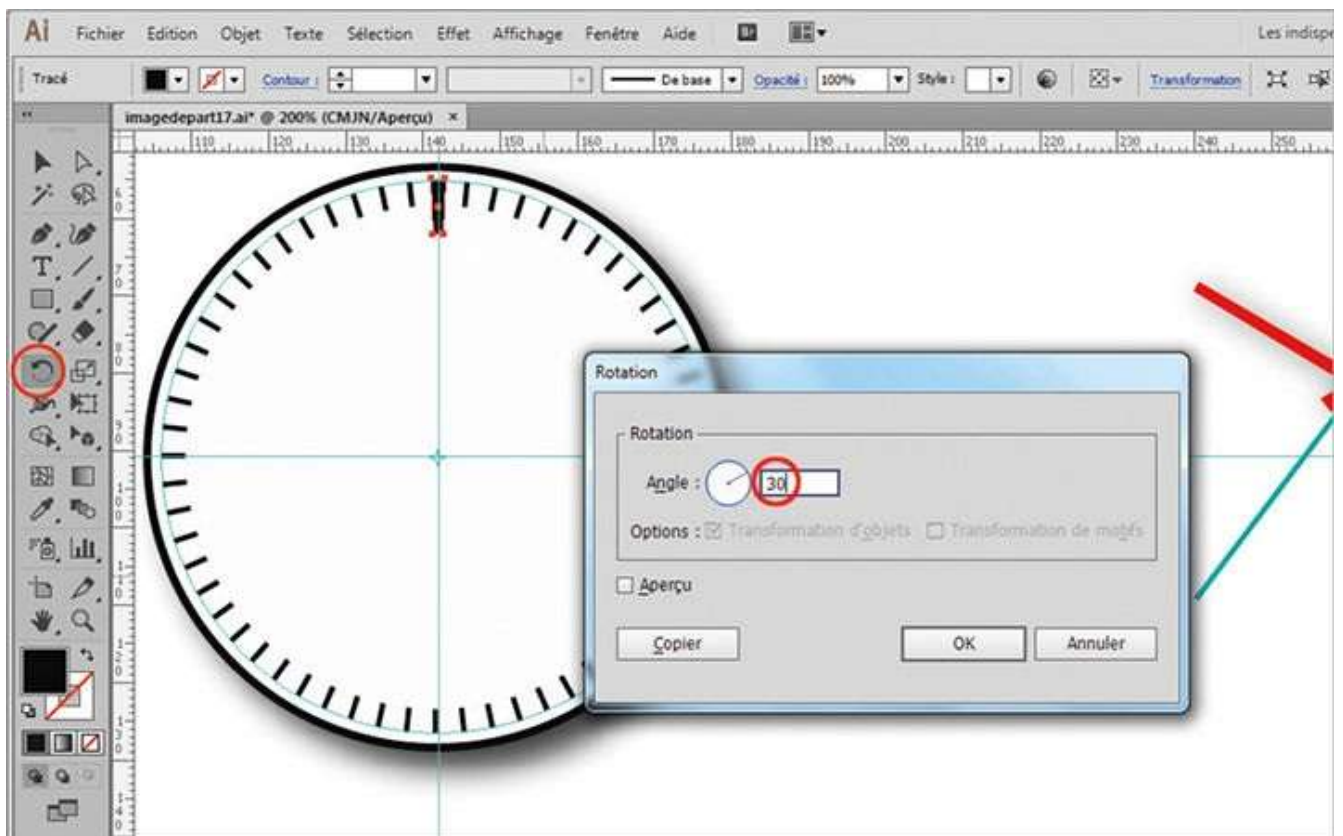 Ai Fichier Edition Objet Texte Sélection Effet Affichage Fenêtre Aide Br Les indispe
Tracé Contour : De base Opacité : 100% Style : Transformation
imagedepart17.ai* @ 200% (CMJN/Aperçu) ×
110 120 130 140 150 160 170 180 190 200 210 220 230 240 250
Rotation
Rotation
Angle : 30
Options : Transformation d'objets Transformation de motifs
Aperçu
Copier OK Annuler